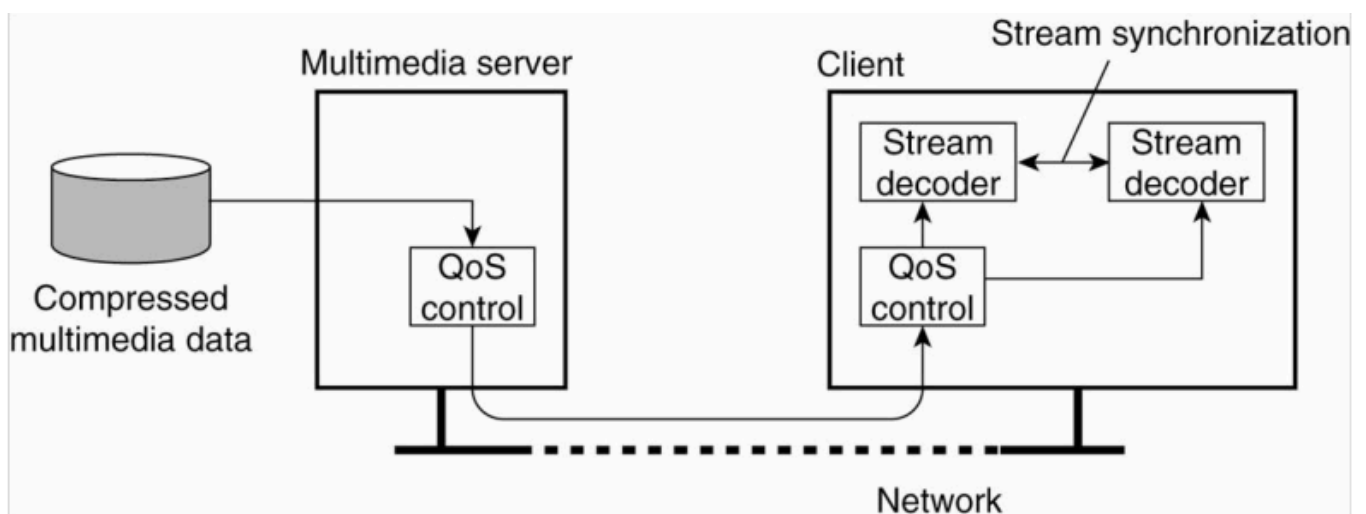 Stream synchronization
Multimedia server
Client
Stream
decoder
Stream
decoder
QoS
control
QoS
control
Compressed
multimedia data
Network